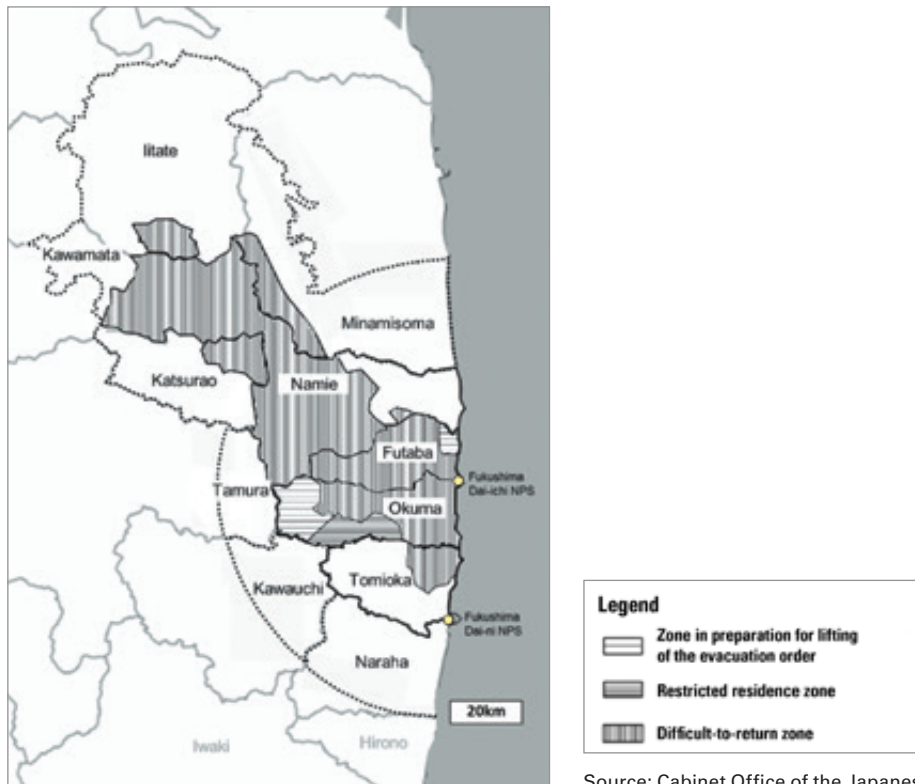 Iitate
Kawamata
Minamisoma
Katsurao
Namie
Futaba
Fukushima
Dai-ichi NPS
Tamura
Okuma
Kawauchi
Tomioka
Fukushima
Dai-ni NPS
Naraha
20km
Iwaki
Hirono
Legend
Zone in preparation for lifting
of the evacuation order
Restricted residence zone
Difficult-to-return zone
Source: Cabinet Office of the Japanes